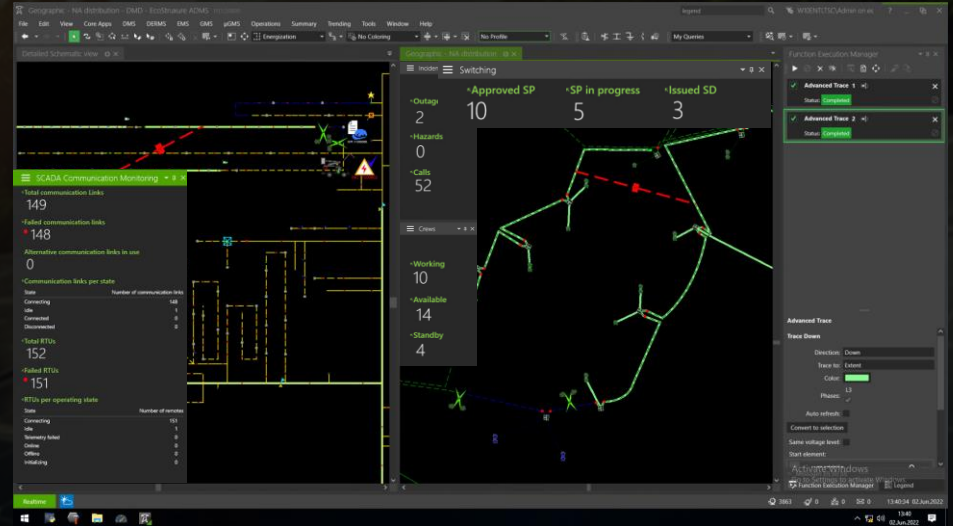 Geographic - NA distribution - DMD - EcoStruxure ADMS
legend
File Edit View Core Apps DMS DERMS EMS GMS µGMS Operations Summary Trending Tools Window Help
Energization
No Coloring
No Profile
My Queries
Detailed Schematic view
Geographic - NA distribution
Function Execution Manager
Switching
Approved SP
10
SP in progress
5
Issued SD
3
2
Hazards
0
Calls
52
Crews
Working
10
Available
14
Standby
4
SCADA Communication Monitoring
Total communication Links
149
Failed communication links
148
Alternative communication links in use
0
Communication links per state
State Number of communication links
Connecting 148
Idle 1
Connected 0
Disconnected 0
Total RTUs
152
Failed RTUs
151
RTUs per operating state
State Number of remotes
Connecting 151
Idle 1
Telemetry failed 0
Online 0
Offline 0
Initializing 0
Advanced Trace 1
Status: Completed
Advanced Trace 2
Status: Completed
Advanced Trace
Trace Down
Direction: Down
Trace to: Extent
Color:
Phases: L3
Auto refresh:
Convert to selection
Same voltage level:
Start element:
Activate Windows
Go to Settings to activate Windows.
Function Execution Manager
Legend
Realtime
3863 0 0 0 13:40:34 02.Jun.2022
13:40
02.Jun.2022